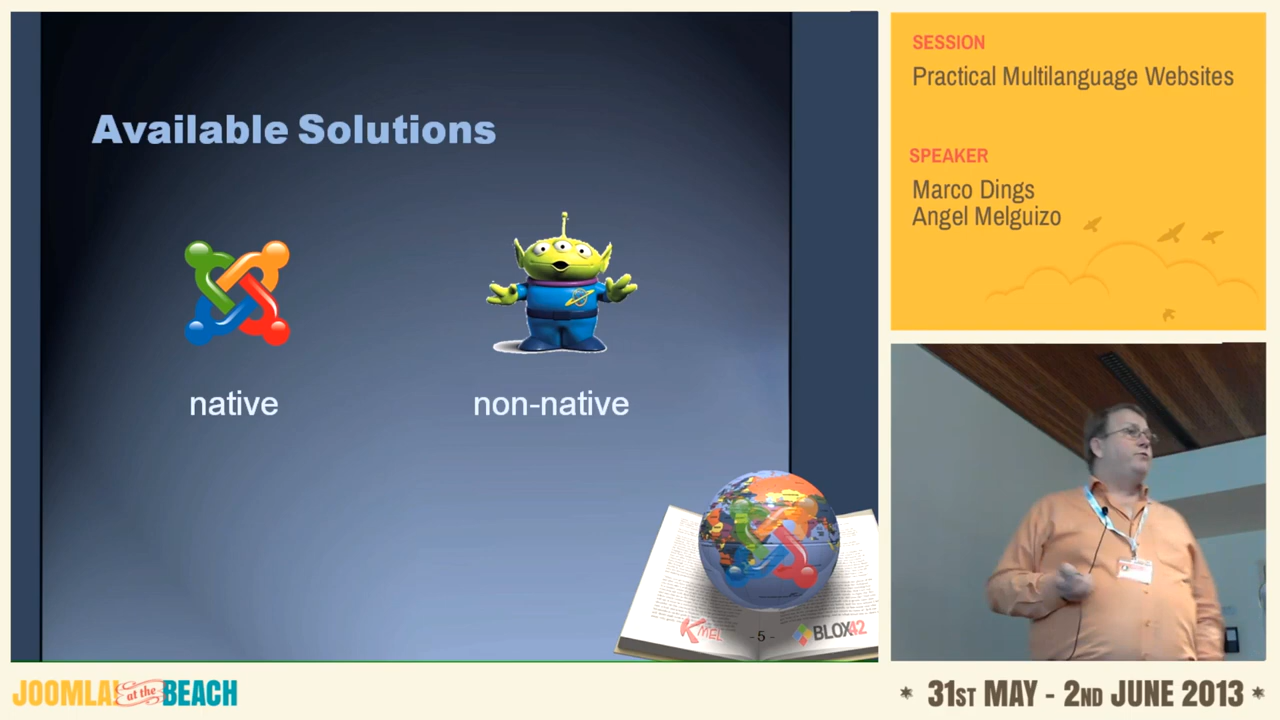 Available Solutions
native
non-native
KMEL
- 5 -
BLOX42
SESSION
Practical Multilanguage Websites
SPEAKER
Marco Dings
Angel Melguizo
JOOMLA! at the BEACH
* 31ST MAY - 2ND JUNE 2013 *